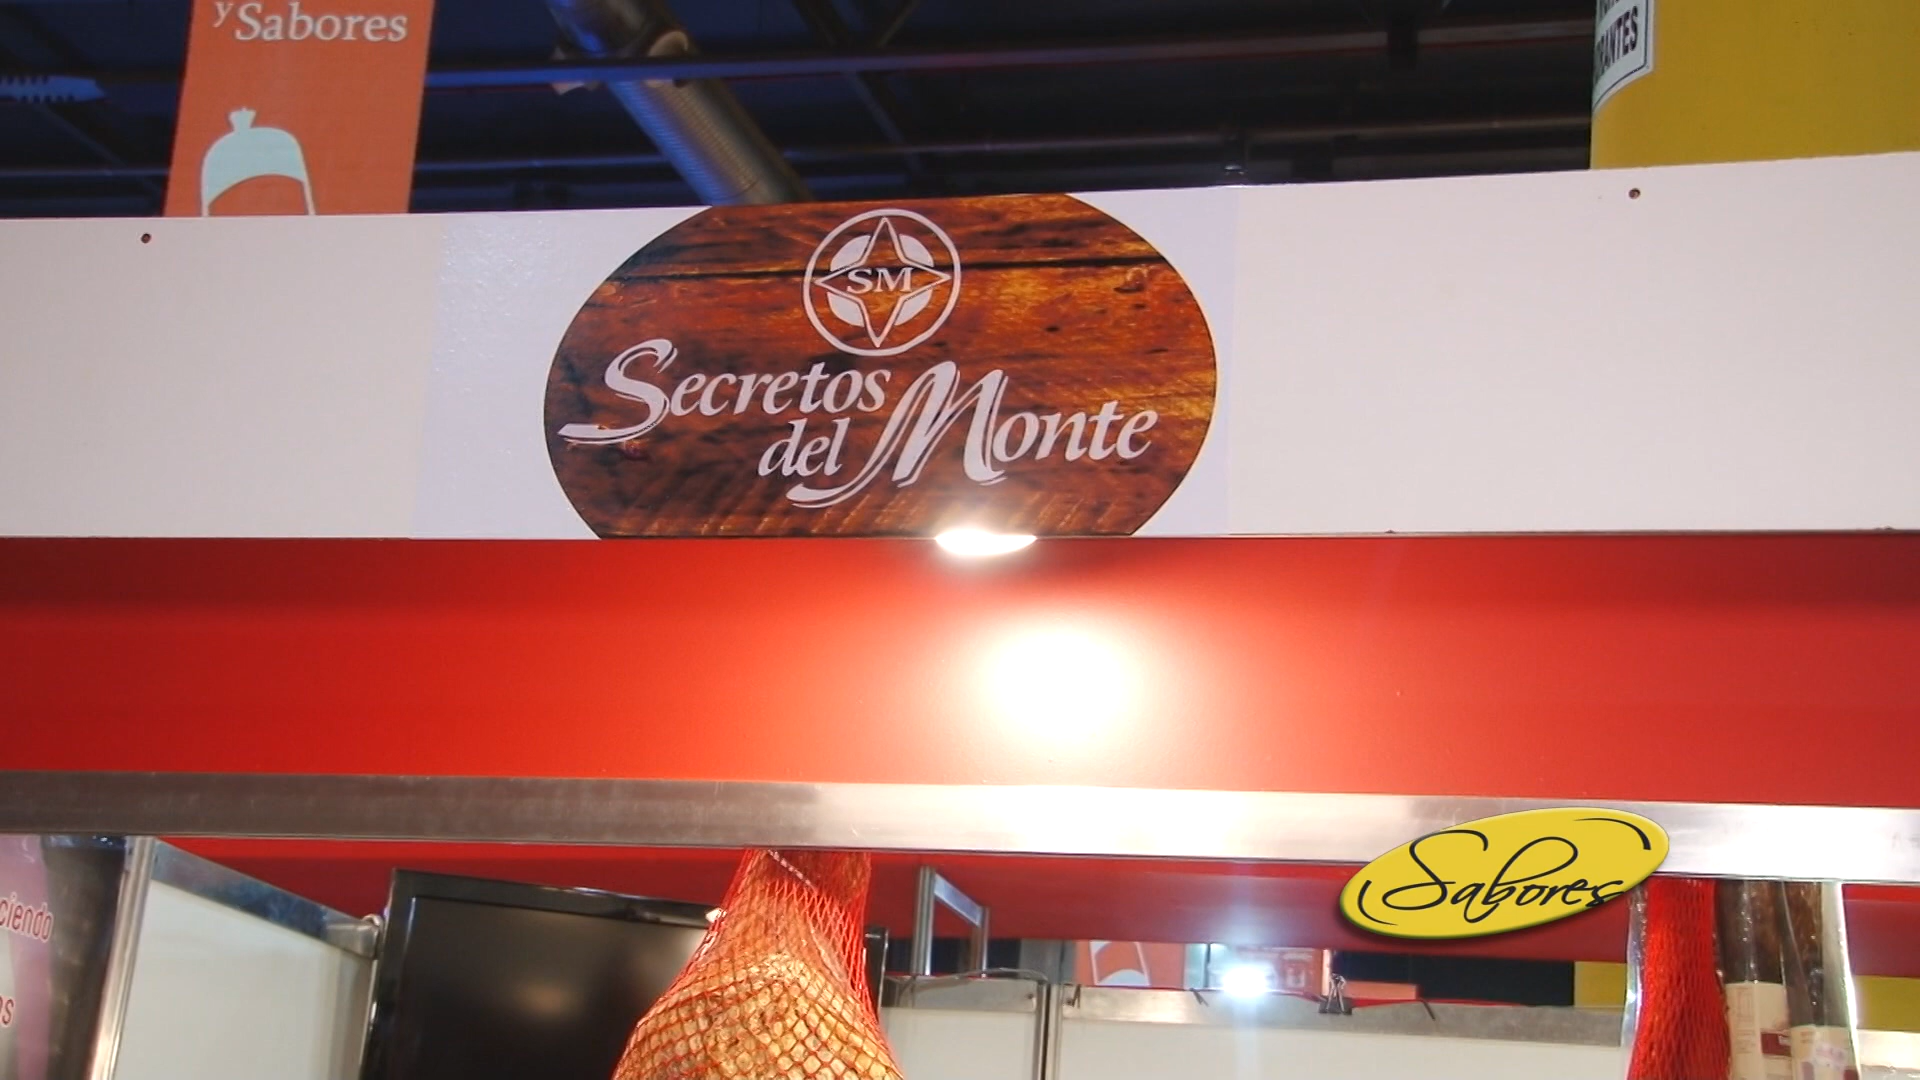 y Sabores
SM
Secretos
del Monte
Sabores